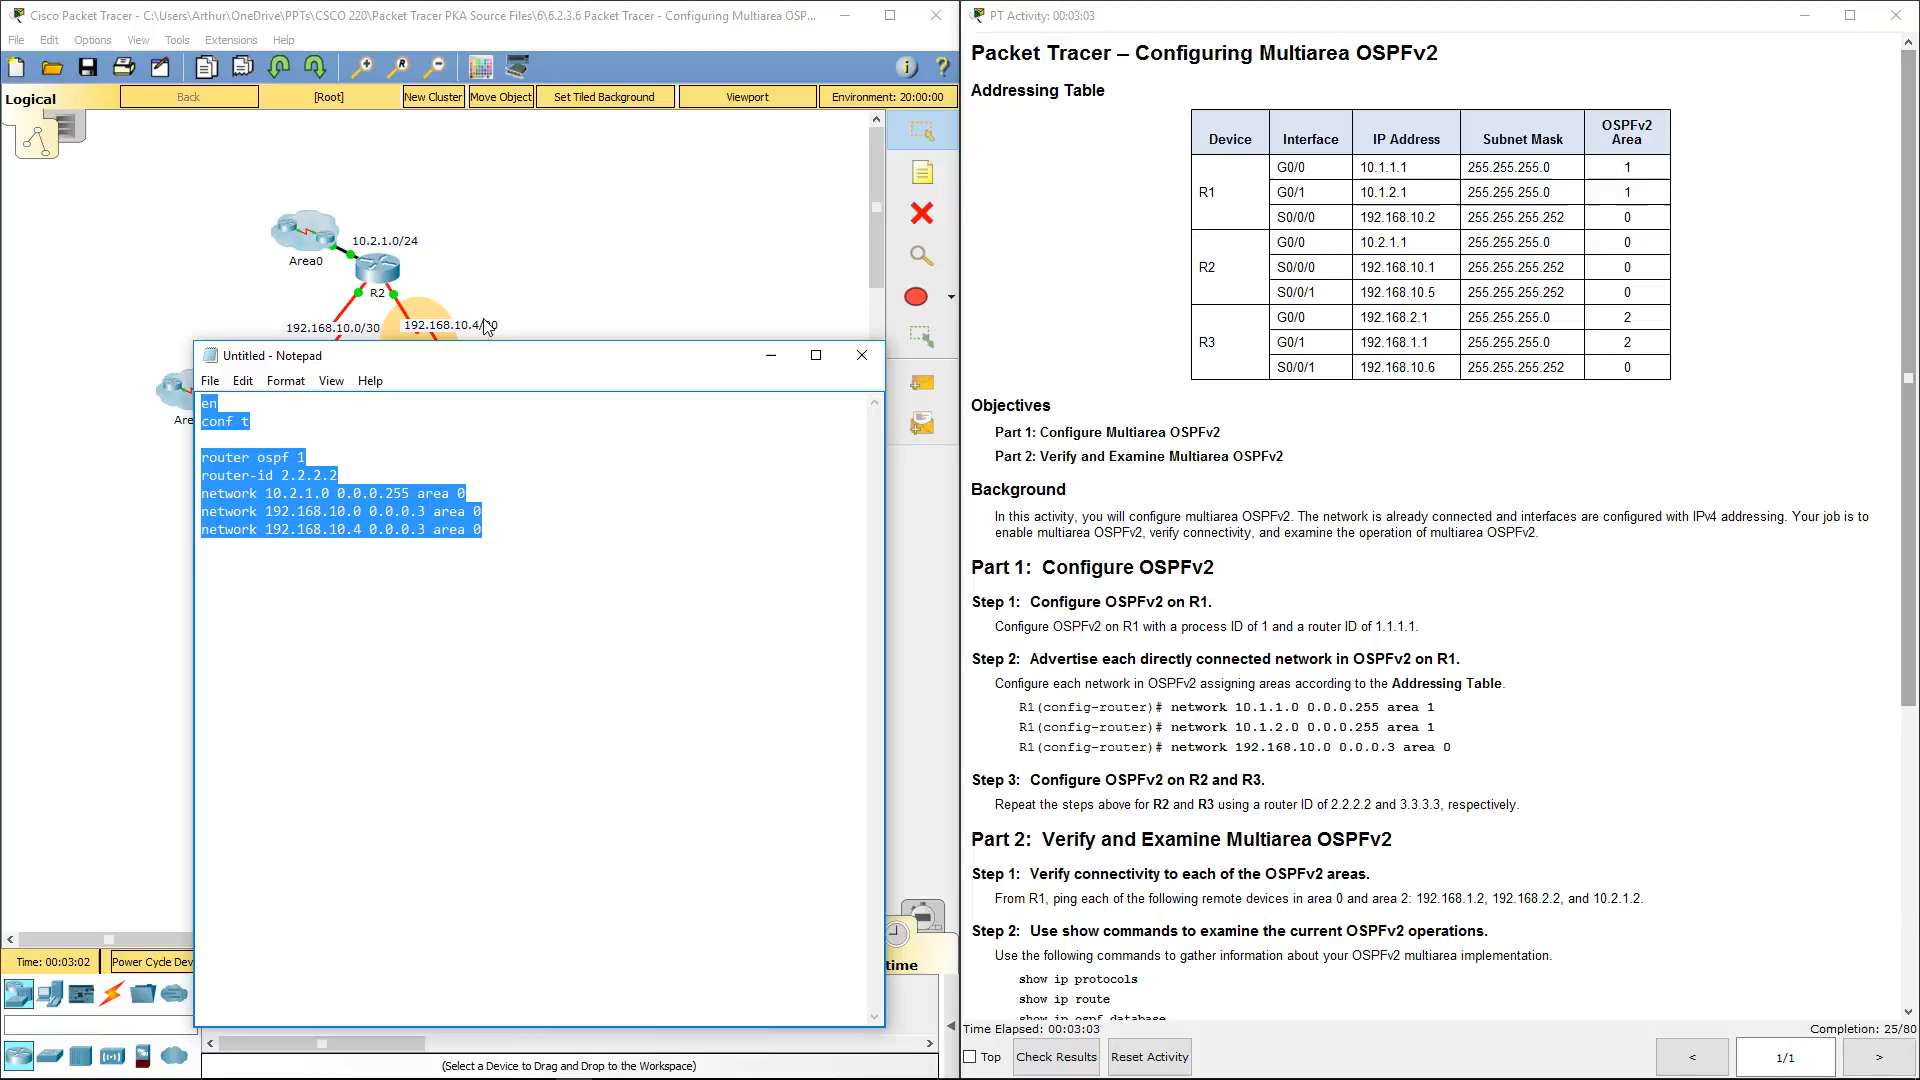 Cisco Packet Tracer - C:\Users\Arthur\OneDrive\PPTs\CSCO 220\Packet Tracer PKA Source Files\6\6.2.3.6 Packet Tracer - Configuring Multiarea OSP...
File Edit Options View Tools Extensions Help
Logical
Back
[Root]
New Cluster
Move Object
Set Tiled Background
Viewport
Environment: 20:00:00
10.2.1.0/24
Area0
R2
192.168.10.0/30
Are
Untitled - Notepad
File Edit Format View Help
en
conf t
router ospf 1
router-id 2.2.2.2
network 10.2.1.0 0.0.0.255 area 0
network 192.168.10.0 0.0.0.3 area 0
network 192.168.10.4 0.0.0.3 area 0
Time: 00:03:02
Power Cycle Dev
time
(Select a Device to Drag and Drop to the Workspace)
PT Activity: 00:03:03
Packet Tracer – Configuring Multiarea OSPFv2
Addressing Table
Device Interface IP Address Subnet Mask OSPFv2 Area
R1 G0/0 10.1.1.1 255.255.255.0 1
G0/1 10.1.2.1 255.255.255.0 1
S0/0/0 192.168.10.2 255.255.255.252 0
R2 G0/0 10.2.1.1 255.255.255.0 0
S0/0/0 192.168.10.1 255.255.255.252 0
S0/0/1 192.168.10.5 255.255.255.252 0
R3 G0/0 192.168.2.1 255.255.255.0 2
G0/1 192.168.1.1 255.255.255.0 2
S0/0/1 192.168.10.6 255.255.255.252 0
Objectives
Part 1: Configure Multiarea OSPFv2
Part 2: Verify and Examine Multiarea OSPFv2
Background
In this activity, you will configure multiarea OSPFv2. The network is already connected and interfaces are configured with IPv4 addressing. Your job is to
enable multiarea OSPFv2, verify connectivity, and examine the operation of multiarea OSPFv2.
Part 1: Configure OSPFv2
Step 1: Configure OSPFv2 on R1.
Configure OSPFv2 on R1 with a process ID of 1 and a router ID of 1.1.1.1.
Step 2: Advertise each directly connected network in OSPFv2 on R1.
Configure each network in OSPFv2 assigning areas according to the Addressing Table.
R1(config-router)# network 10.1.1.0 0.0.0.255 area 1
R1(config-router)# network 10.1.2.0 0.0.0.255 area 1
R1(config-router)# network 192.168.10.0 0.0.0.3 area 0
Step 3: Configure OSPFv2 on R2 and R3.
Repeat the steps above for R2 and R3 using a router ID of 2.2.2.2 and 3.3.3.3, respectively.
Part 2: Verify and Examine Multiarea OSPFv2
Step 1: Verify connectivity to each of the OSPFv2 areas.
From R1, ping each of the following remote devices in area 0 and area 2: 192.168.1.2, 192.168.2.2, and 10.2.1.2.
Step 2: Use show commands to examine the current OSPFv2 operations.
Use the following commands to gather information about your OSPFv2 multiarea implementation.
show ip protocols
show ip route
show ip ospf database
Time Elapsed: 00:03:03
Completion: 25/80
Top
Check Results
Reset Activity
<
1/1
>